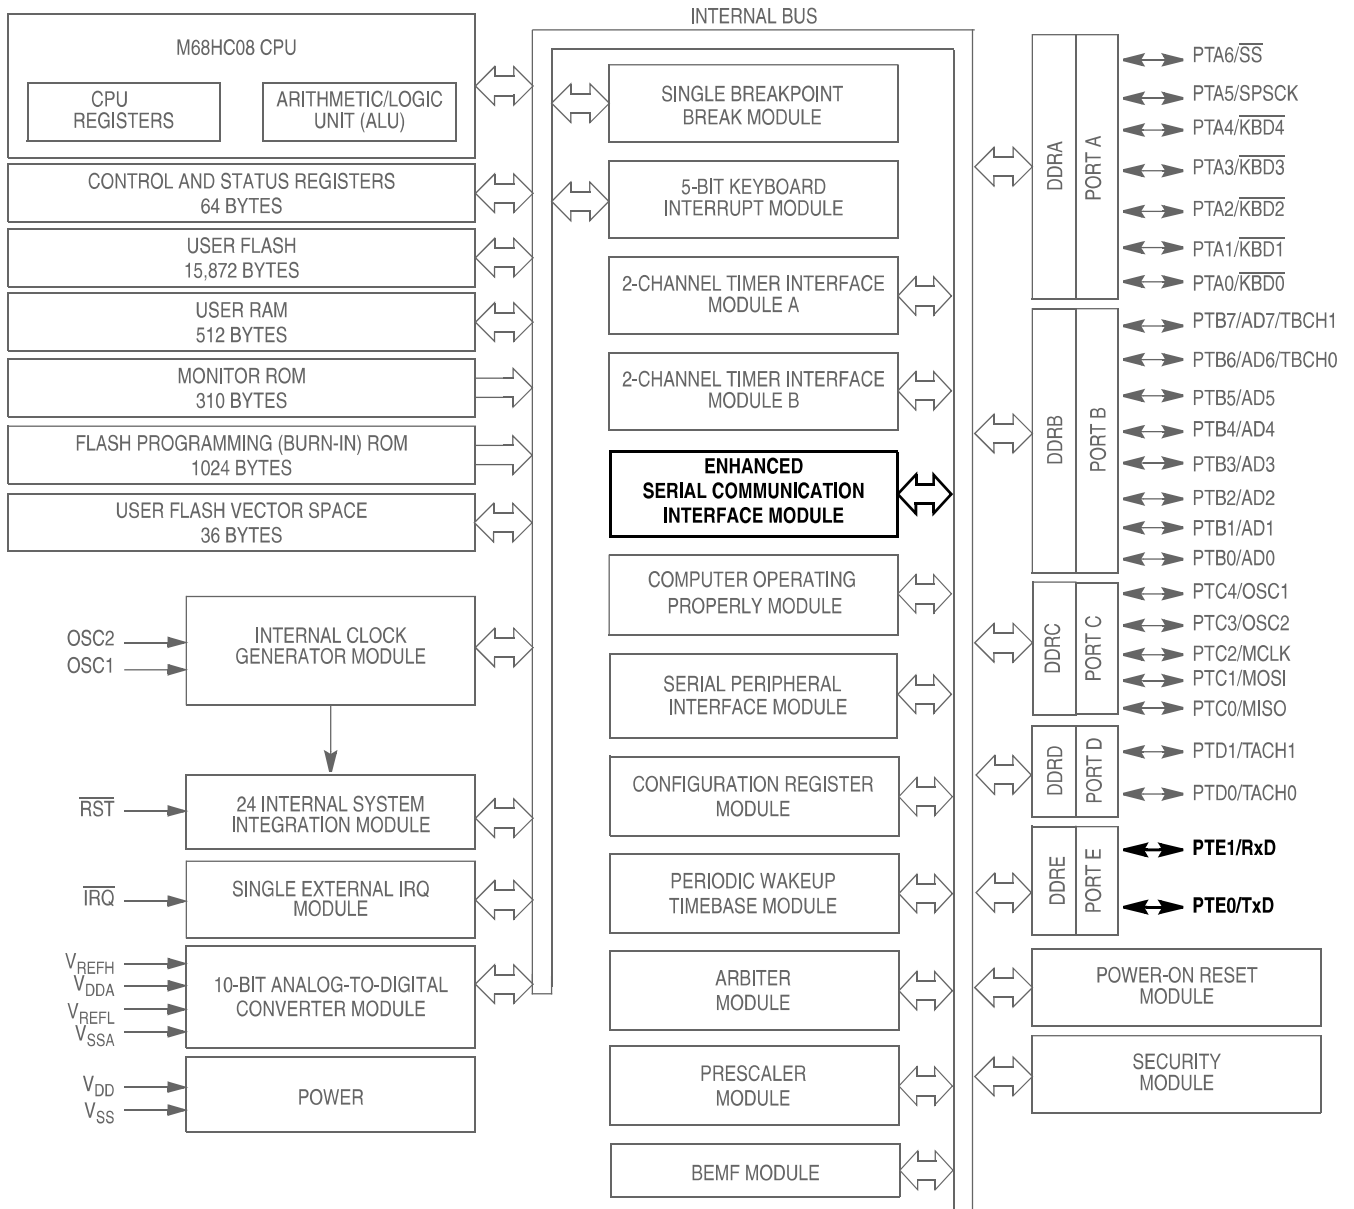 INTERNAL BUS
M68HC08 CPU
CPU
REGISTERS
ARITHMETIC/LOGIC
UNIT (ALU)
CONTROL AND STATUS REGISTERS
64 BYTES
USER FLASH
15,872 BYTES
USER RAM
512 BYTES
MONITOR ROM
310 BYTES
FLASH PROGRAMMING (BURN-IN) ROM
1024 BYTES
USER FLASH VECTOR SPACE
36 BYTES
OSC2
OSC1
INTERNAL CLOCK
GENERATOR MODULE
RST
24 INTERNAL SYSTEM
INTEGRATION MODULE
IRQ
SINGLE EXTERNAL IRQ
MODULE
VREFH
VDDA
VREFL
VSSA
10-BIT ANALOG-TO-DIGITAL
CONVERTER MODULE
VDD
VSS
POWER
SINGLE BREAKPOINT
BREAK MODULE
5-BIT KEYBOARD
INTERRUPT MODULE
2-CHANNEL TIMER INTERFACE
MODULE A
2-CHANNEL TIMER INTERFACE
MODULE B
ENHANCED
SERIAL COMMUNICATION
INTERFACE MODULE
COMPUTER OPERATING
PROPERLY MODULE
SERIAL PERIPHERAL
INTERFACE MODULE
CONFIGURATION REGISTER
MODULE
PERIODIC WAKEUP
TIMEBASE MODULE
ARBITER
MODULE
PRESCALER
MODULE
BEMF MODULE
DDRA
PORT A
PTA6/SS
PTA5/SPSCK
PTA4/KBD4
PTA3/KBD3
PTA2/KBD2
PTA1/KBD1
PTA0/KBD0
DDRB
PORT B
PTB7/AD7/TBCH1
PTB6/AD6/TBCH0
PTB5/AD5
PTB4/AD4
PTB3/AD3
PTB2/AD2
PTB1/AD1
PTB0/AD0
DDRC
PORT C
PTC4/OSC1
PTC3/OSC2
PTC2/MCLK
PTC1/MOSI
PTC0/MISO
DDRD
PORT D
PTD1/TACH1
PTD0/TACH0
DDRE
PORT E
PTE1/RxD
PTE0/TxD
POWER-ON RESET
MODULE
SECURITY
MODULE